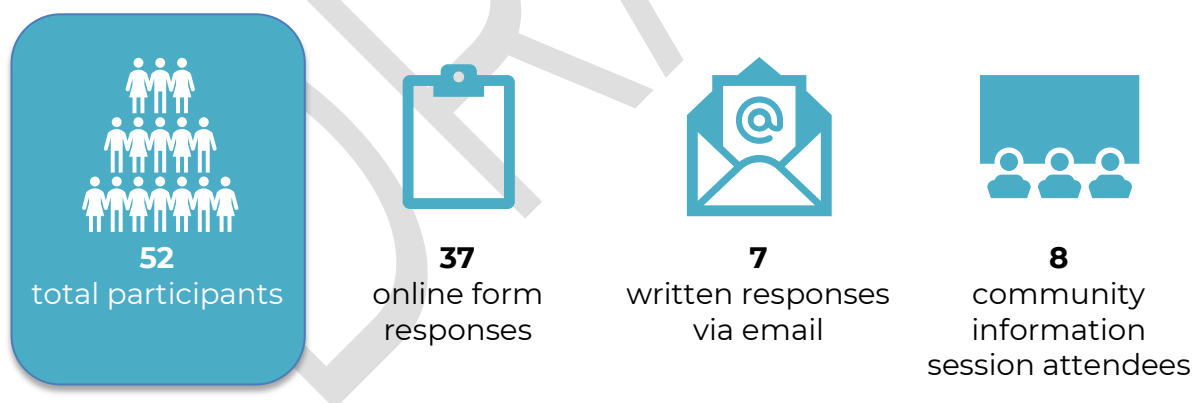 52
total participants
37
online form
responses
7
written responses
via email
8
community
information
session attendees
@